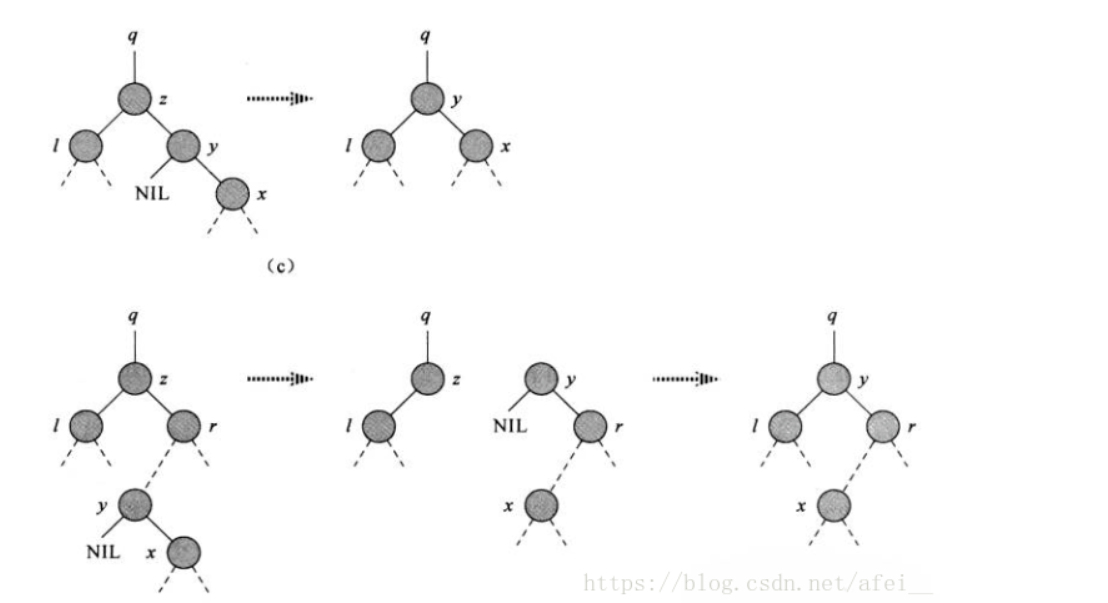 q q
z y
l y l x
NIL x
（c）
q q q
z z y y
l r l NIL r l r
y x x
NIL x
https://blog.csdn.net/afei__